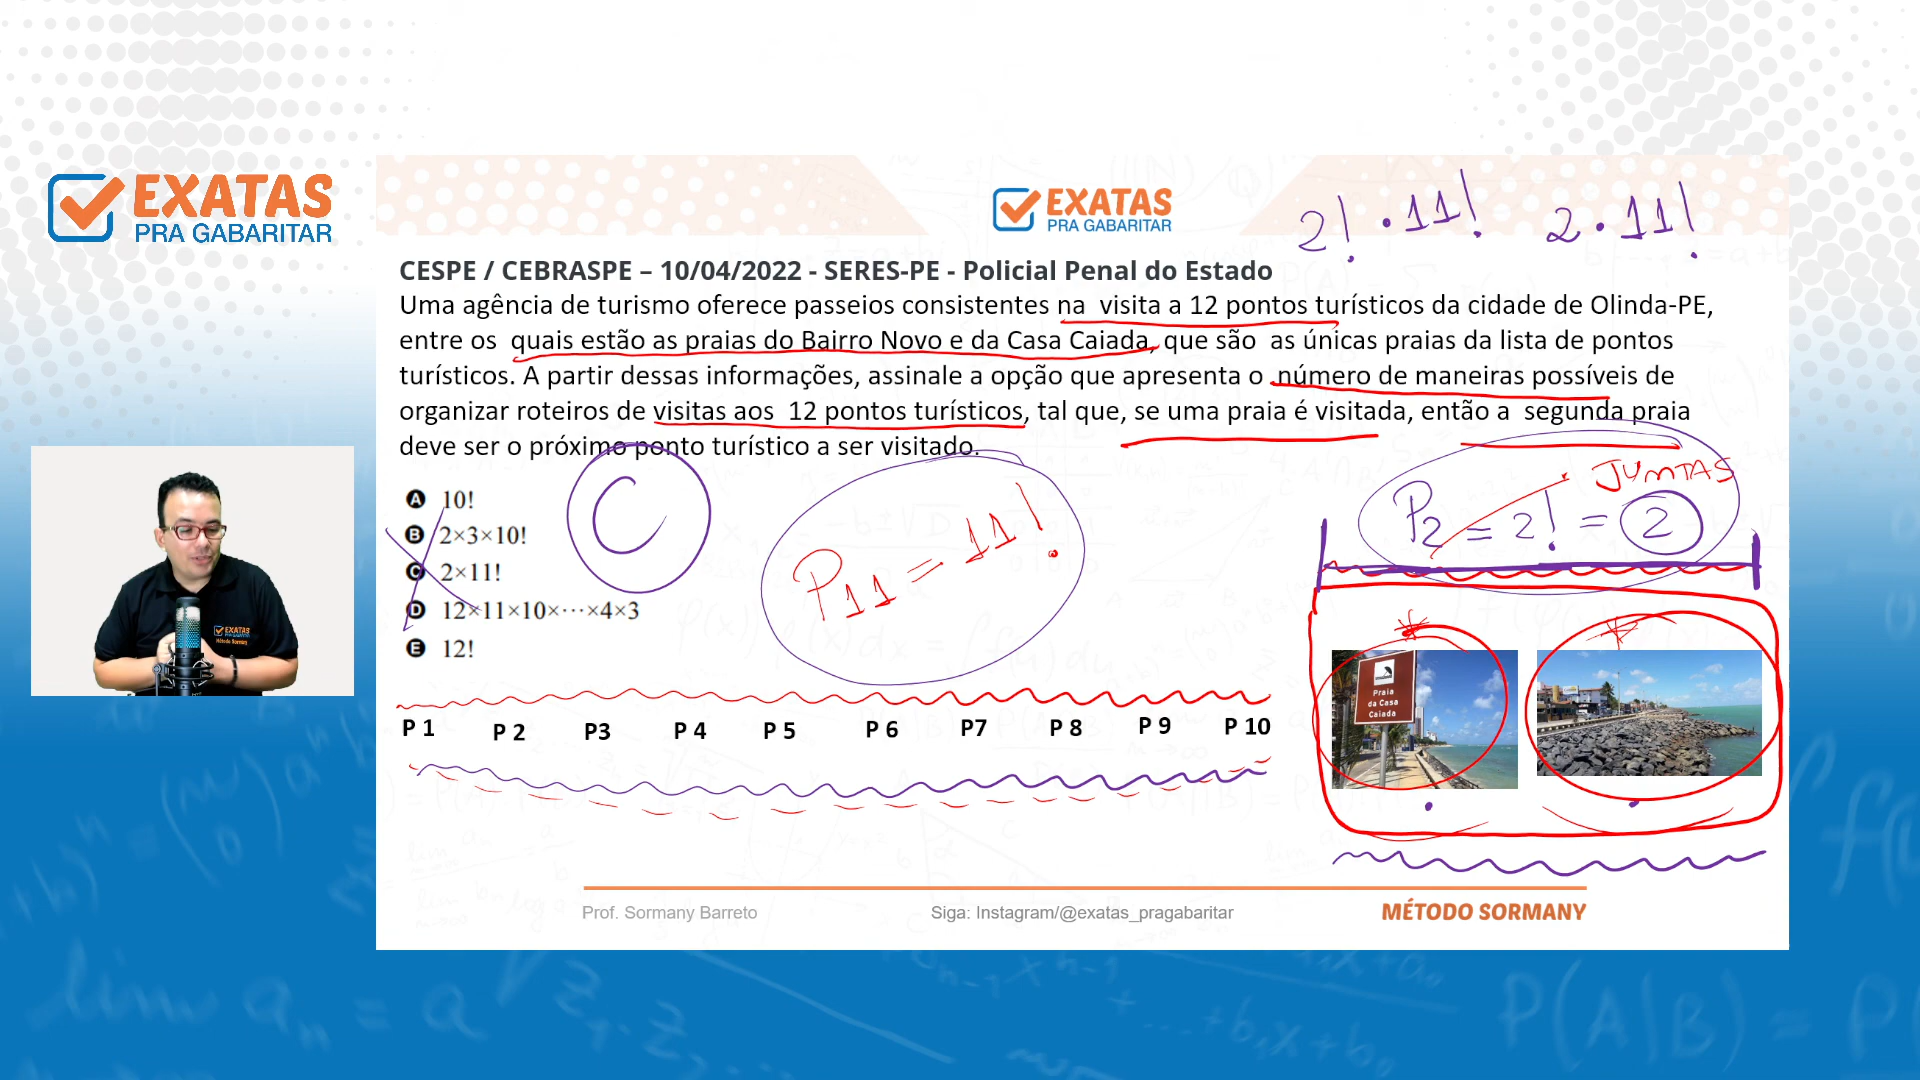 EXATAS
PRA GABARITAR
EXATAS
PRA GABARITAR
2! · 11!
2 · 11!
CESPE / CEBRASPE – 10/04/2022 - SERES-PE - Policial Penal do Estado
Uma agência de turismo oferece passeios consistentes na visita a 12 pontos turísticos da cidade de Olinda-PE,
entre os quais estão as praias do Bairro Novo e da Casa Caiada, que são as únicas praias da lista de pontos
turísticos. A partir dessas informações, assinale a opção que apresenta o número de maneiras possíveis de
organizar roteiros de visitas aos 12 pontos turísticos, tal que, se uma praia é visitada, então a segunda praia
deve ser o próximo ponto turístico a ser visitado.
A 10!
B 2×3×10!
C 2×11!
D 12×11×10×···×4×3
E 12!
C
P11 = 11!
JUNTAS
P2 = 2! = 2
P 1 P 2 P3 P 4 P 5 P 6 P7 P 8 P 9 P 10
Praia
da Casa
Caiada
EXATAS
PRA GABARITAR
Prof. Sormany Barreto
Siga: Instagram/@exatas_pragabaritar
MÉTODO SORMANY